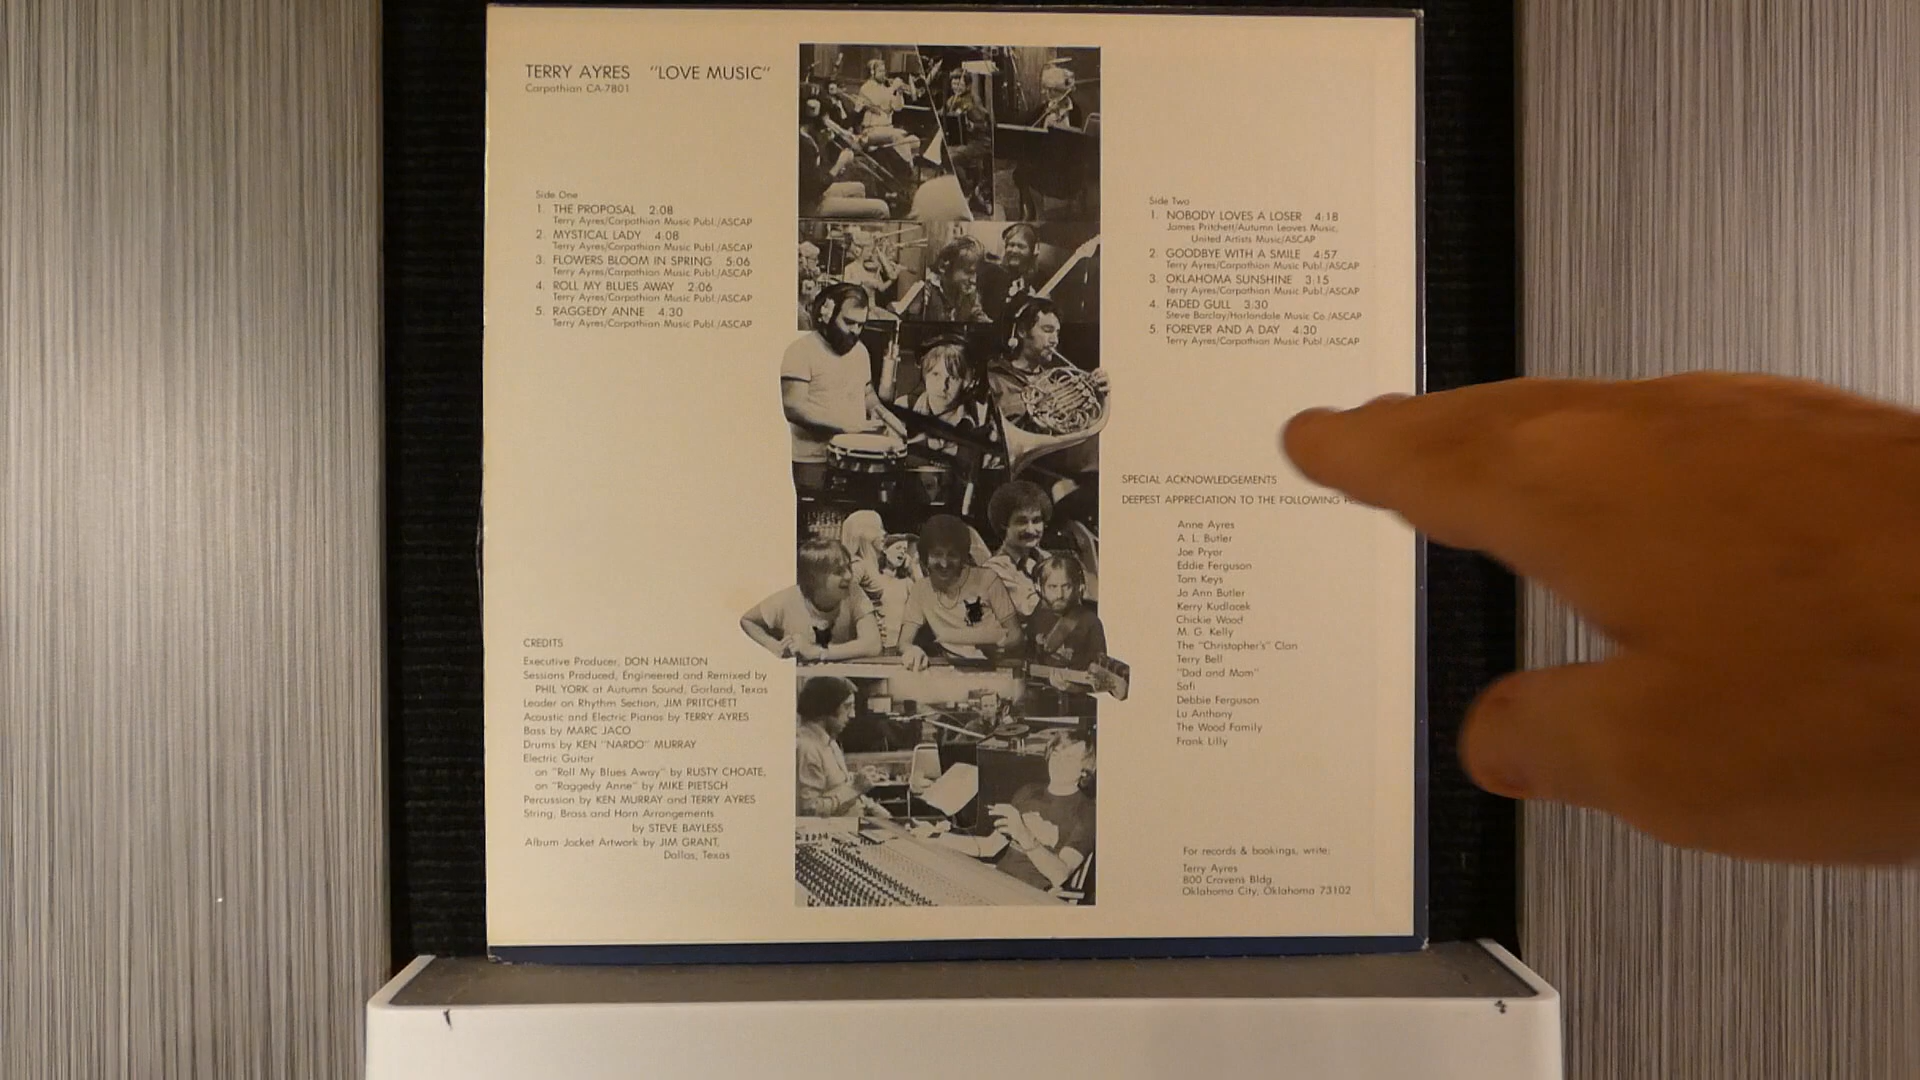 TERRY AYRES "LOVE MUSIC"
Carpathian CA-7801
Side One
1. THE PROPOSAL 2:08
Terry Ayres/Carpathian Music Publ./ASCAP
2. MYSTICAL LADY 4:08
Terry Ayres/Carpathian Music Publ./ASCAP
3. FLOWERS BLOOM IN SPRING 5:06
Terry Ayres/Carpathian Music Publ./ASCAP
4. ROLL MY BLUES AWAY 2:06
Terry Ayres/Carpathian Music Publ./ASCAP
5. RAGGEDY ANNE 4:30
Terry Ayres/Carpathian Music Publ./ASCAP
CREDITS
Executive Producer, DON HAMILTON
Sessions Produced, Engineered and Remixed by
PHIL YORK at Autumn Sound, Garland, Texas
Leader on Rhythm Section, JIM PRITCHETT
Acoustic and Electric Pianos by TERRY AYRES
Bass by MARC JACO
Drums by KEN "NARDO" MURRAY
Electric Guitar
on "Roll My Blues Away" by RUSTY CHOATE,
on "Raggedy Anne" by MIKE PIETSCH
Percussion by KEN MURRAY and TERRY AYRES
String, Brass and Horn Arrangements
by STEVE BAYLESS
Album Jacket Artwork by JIM GRANT,
Dallas, Texas
Side Two
1. NOBODY LOVES A LOSER 4:18
James Pritchett/Autumn Leaves Music,
United Artists Music/ASCAP
2. GOODBYE WITH A SMILE 4:57
Terry Ayres/Carpathian Music Publ./ASCAP
3. OKLAHOMA SUNSHINE 3:15
Terry Ayres/Carpathian Music Publ./ASCAP
4. FADED GULL 3:30
Steve Barclay/Harlandale Music Co./ASCAP
5. FOREVER AND A DAY 4:30
Terry Ayres/Carpathian Music Publ./ASCAP
SPECIAL ACKNOWLEDGEMENTS
DEEPEST APPRECIATION TO THE FOLLOWING
Anne Ayres
A. L. Butler
Joe Pryor
Eddie Ferguson
Tom Keys
Jo Ann Butler
Kerry Kudlacek
Chickie Wood
M. G. Kelly
The "Christopher's" Clan
Terry Bell
"Dad and Mom"
Safi
Debbie Ferguson
Lu Anthony
The Wood Family
Frank Lilly
For records & bookings, write:
Terry Ayres
800 Cravens Bldg.
Oklahoma City, Oklahoma 73102